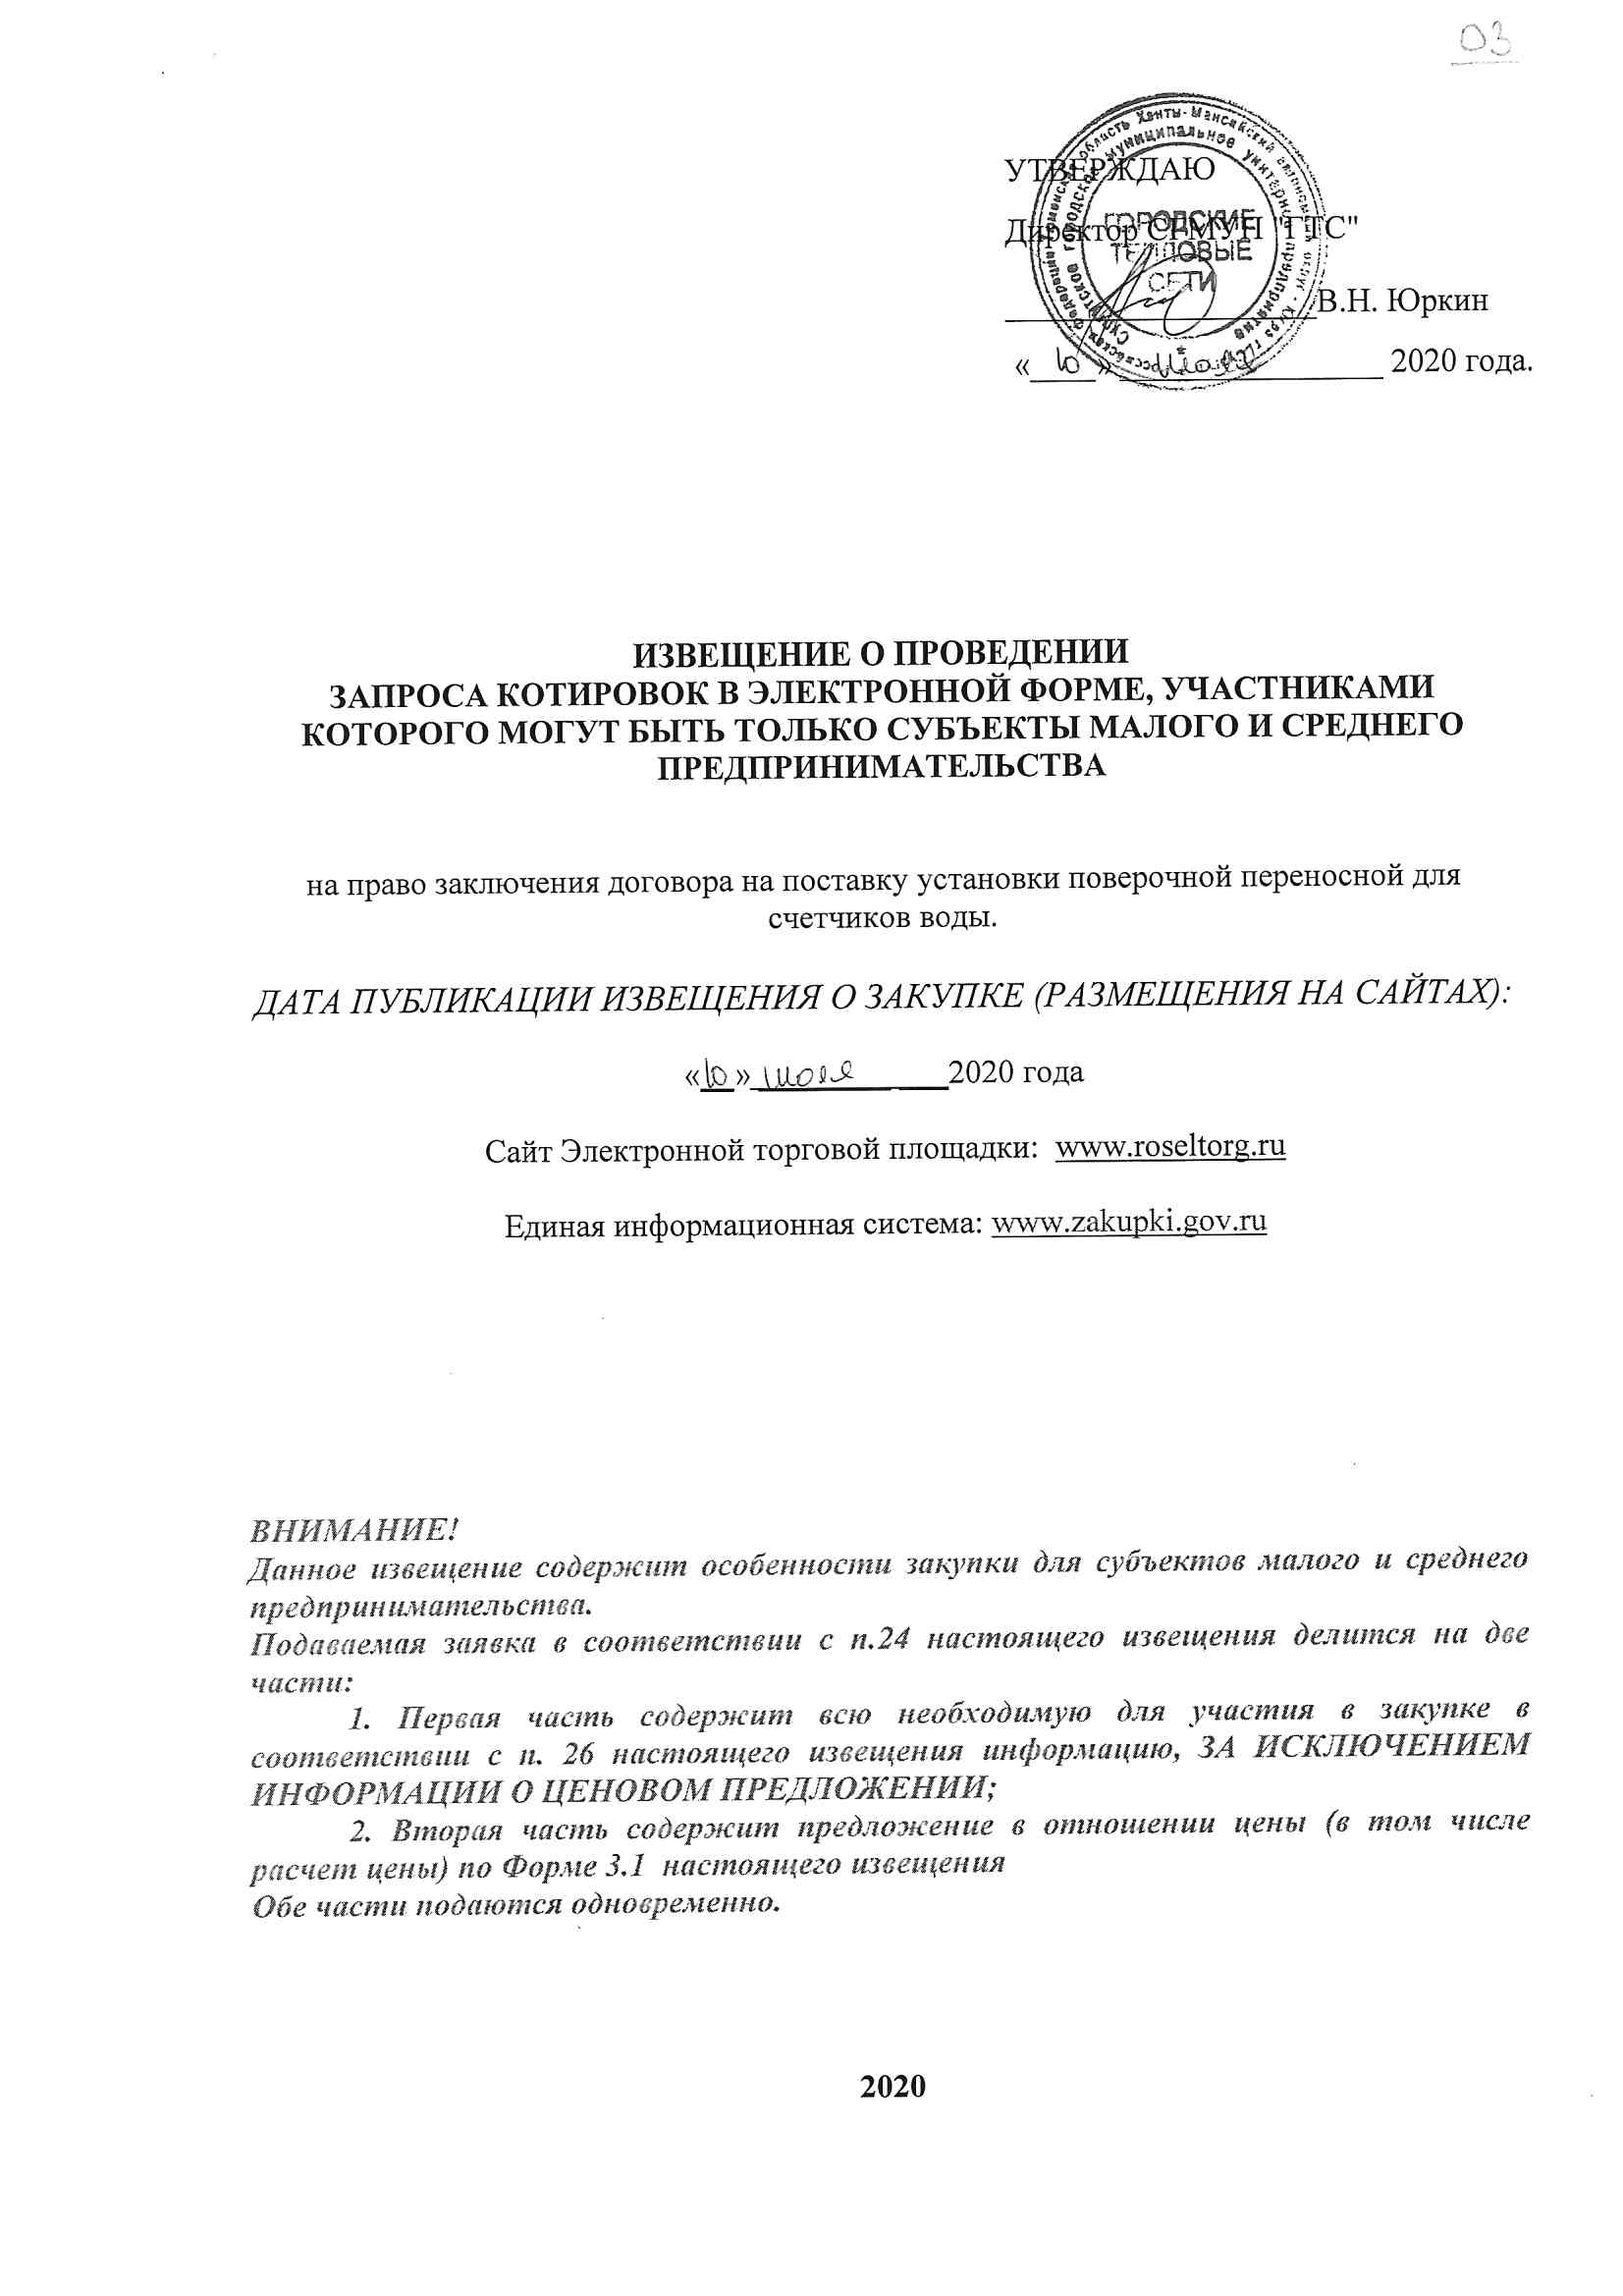 03
УТВЕРЖДАЮ
Директор СГМУП "ГТС"
ГОРОДСКИЕ
ТЕПЛОВЫЕ
СЕТИ
В.Н. Юркин
«10» 2020 года.
ИЗВЕЩЕНИЕ О ПРОВЕДЕНИИ
ЗАПРОСА КОТИРОВОК В ЭЛЕКТРОННОЙ ФОРМЕ, УЧАСТНИКАМИ
КОТОРОГО МОГУТ БЫТЬ ТОЛЬКО СУБЪЕКТЫ МАЛОГО И СРЕДНЕГО
ПРЕДПРИНИМАТЕЛЬСТВА
на право заключения договора на поставку установки поверочной переносной для
счетчиков воды.
ДАТА ПУБЛИКАЦИИ ИЗВЕЩЕНИЯ О ЗАКУПКЕ (РАЗМЕЩЕНИЯ НА САЙТАХ):
«10» 2020 года
Сайт Электронной торговой площадки: www.roseltorg.ru
Единая информационная система: www.zakupki.gov.ru
ВНИМАНИЕ!
Данное извещение содержит особенности закупки для субъектов малого и среднего
предпринимательства.
Подаваемая заявка в соответствии с п.24 настоящего извещения делится на две
части:
1. Первая часть содержит всю необходимую для участия в закупке в
соответствии с п. 26 настоящего извещения информацию, ЗА ИСКЛЮЧЕНИЕМ
ИНФОРМАЦИИ О ЦЕНОВОМ ПРЕДЛОЖЕНИИ;
2. Вторая часть содержит предложение в отношении цены (в том числе
расчет цены) по Форме 3.1 настоящего извещения
Обе части подаются одновременно.
2020